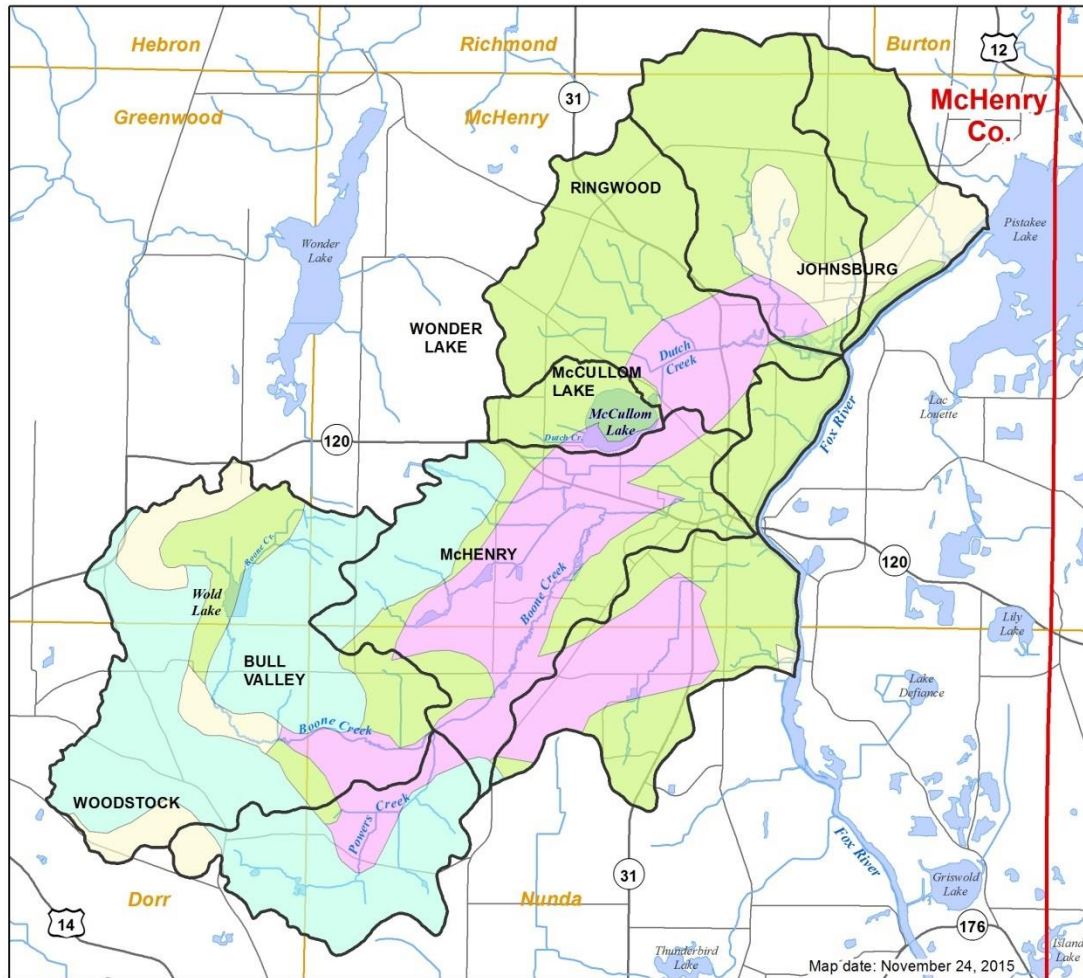 Hebron
Richmond
Burton
12
31
McHenry
Co.
Greenwood
McHenry
RINGWOOD
Pistakee
Lake
Wonder
Lake
JOHNSBURG
WONDER
LAKE
Dutch
Creek
McCULLOM
LAKE
McCullom
Lake
Lac
Louette
Fox River
Dutch Cr.
120
Boone Cr.
McHENRY
120
Wold
Lake
Boone Creek
Lily
Lake
BULL
VALLEY
Lake
Defiance
Boone Creek
WOODSTOCK
Powers Creek
Fox River
Dorr
Nunda
31
Griswold
Lake
14
176
Thunderbird
Lake
Island
Lake
Map date: November 24, 2015